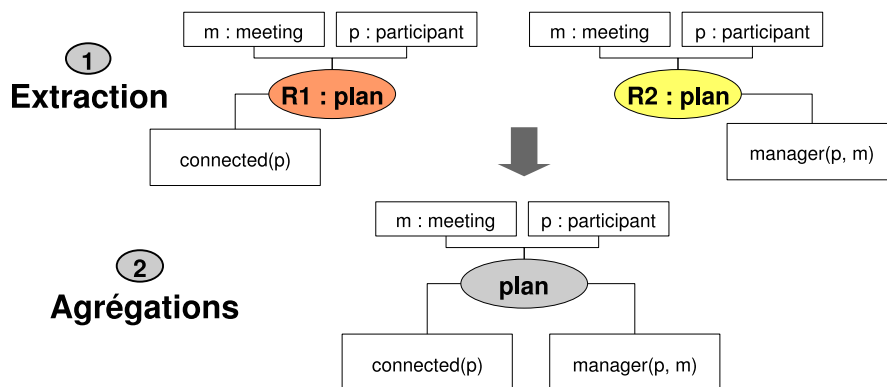 m : meeting
p : participant
m : meeting
p : participant
1
Extraction
R1 : plan
R2 : plan
connected(p)
manager(p, m)
m : meeting
p : participant
2
Agrégations
plan
connected(p)
manager(p, m)